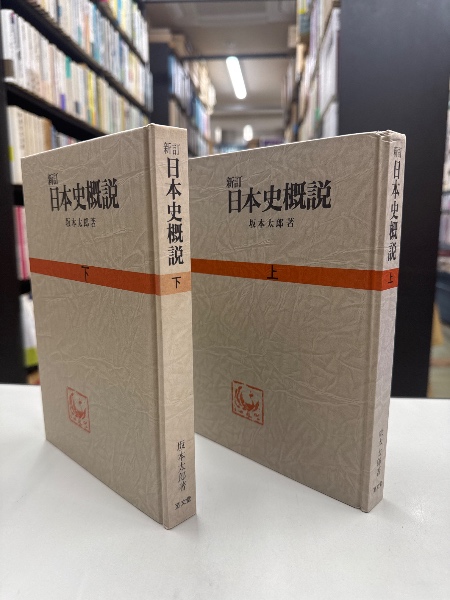 新訂
日本史概説
坂本太郎著
下
新訂
日本史概説
下
坂本太郎著
至文堂
新訂
日本史概説
坂本太郎著
上
新訂
日本史概説
上
坂本太郎著
至文堂